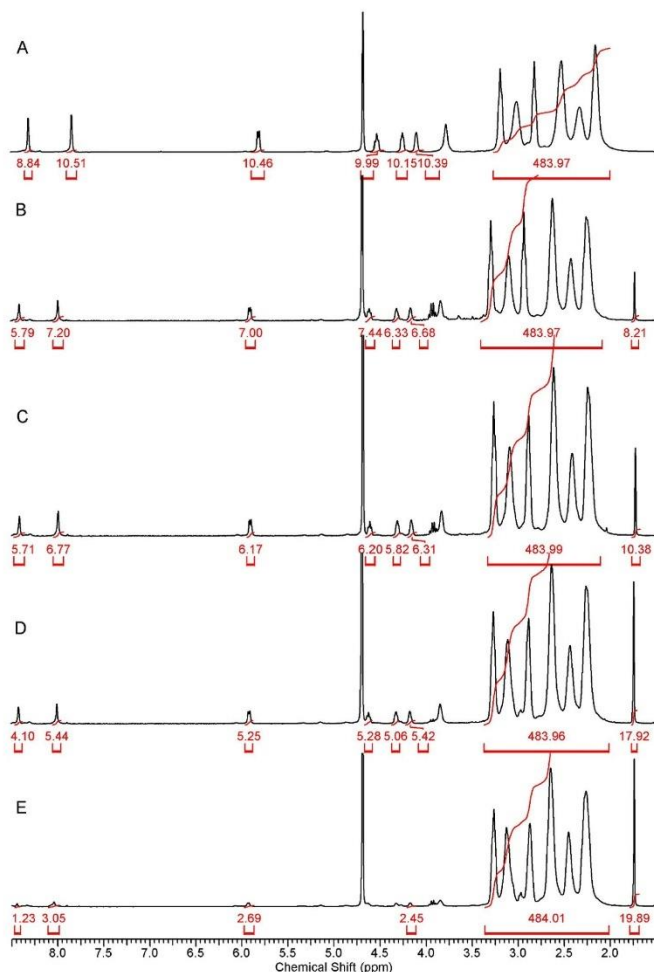 A
8.84 10.51 10.46 9.99 10.15 10.39 483.97
B
5.79 7.20 7.00 7.44 6.33 6.68 483.97 8.21
C
5.71 6.77 6.17 6.20 5.82 6.31 483.99 10.38
D
4.10 5.44 5.25 5.28 5.06 5.42 483.96 17.92
E
1.23 3.05 2.69 2.45 484.01 19.89
8.0 7.5 7.0 6.5 6.0 5.5 5.0 4.5 4.0 3.5 3.0 2.5 2.0
Chemical Shift (ppm)